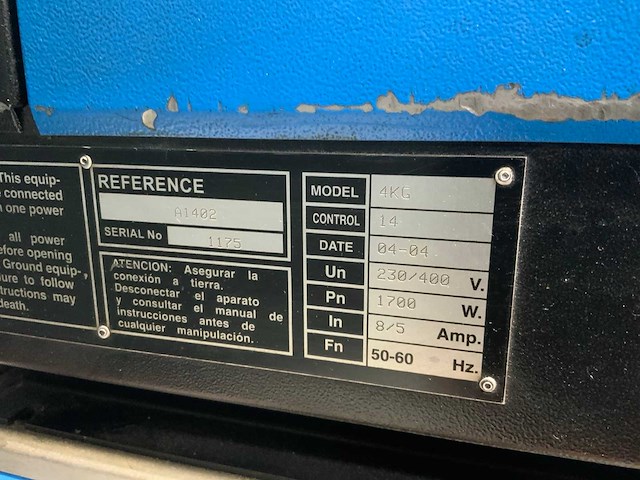 This equip-
e connected
n one power
all power
efore opening
Ground equip-,
ure to follow
tructions may
death.
REFERENCE
A1402
SERIAL No 1175
ATENCION: Asegurar la
conexión a tierra.
Desconectar el aparato
y consultar el manual de
instrucciones antes de
cualquier manipulación.
MODEL 4KG
CONTROL 14
DATE 04-04
Un 230/400 V.
Pn 1700 W.
In 8/5 Amp.
Fn 50-60 Hz.